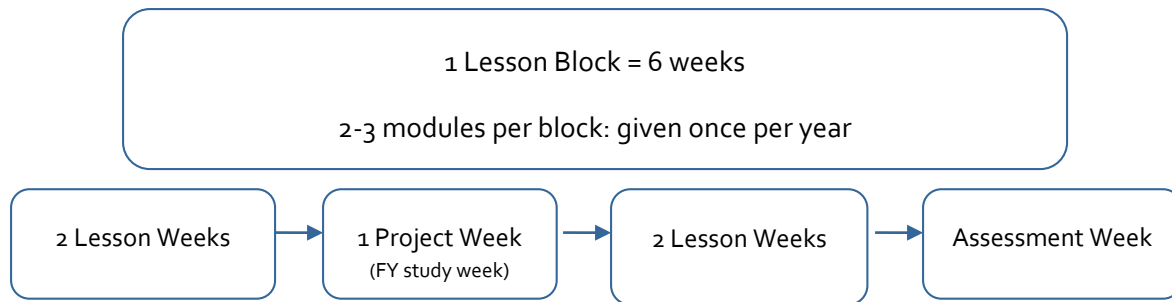 1 Lesson Block = 6 weeks
2-3 modules per block: given once per year
2 Lesson Weeks
1 Project Week
(FY study week)
2 Lesson Weeks
Assessment Week